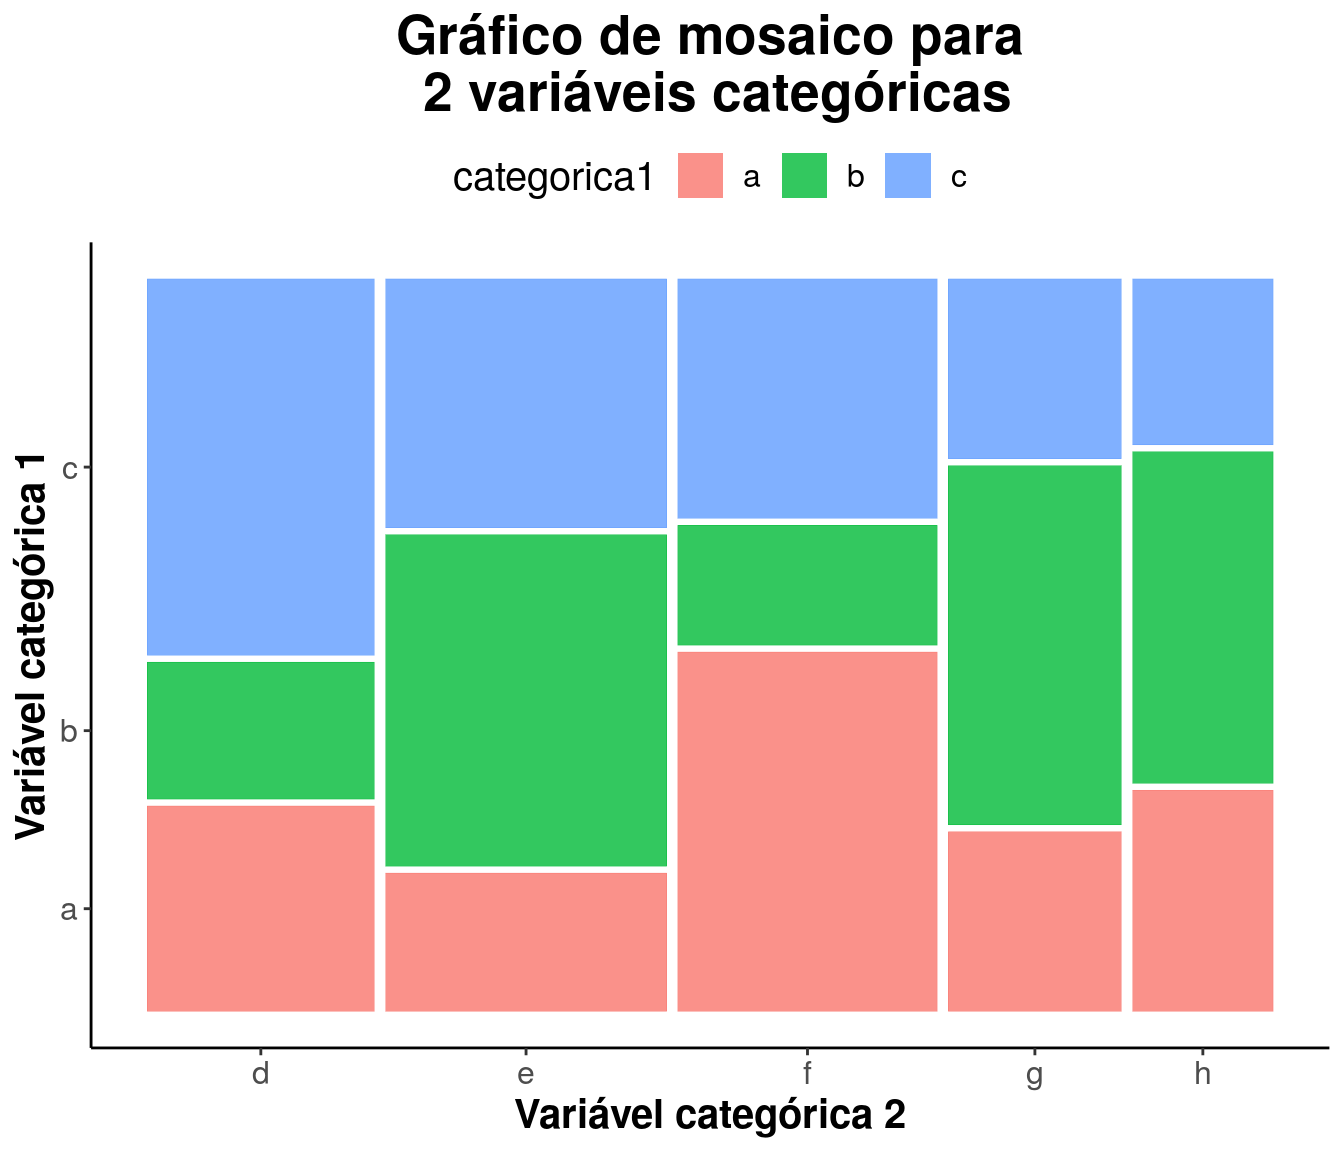 Gráfico de mosaico para
2 variáveis categóricas
categorica1 a b c
Variável categórica 1
c
b
a
d e f g h
Variável categórica 2